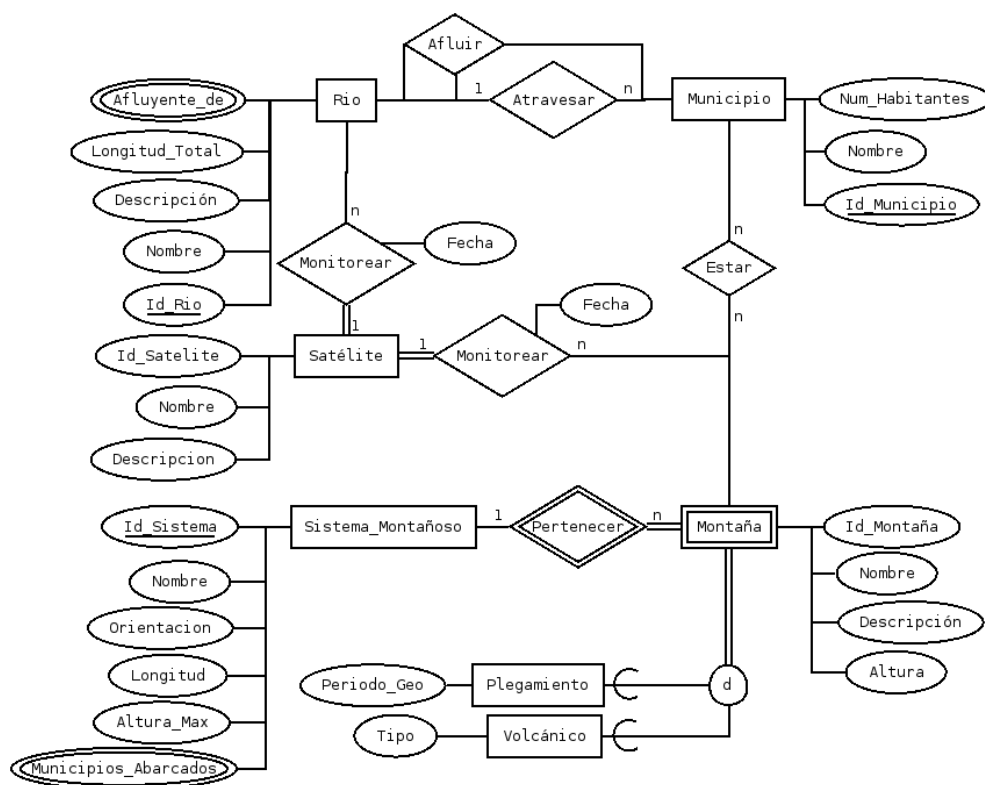 Afluir
Afluyente_de
Rio
1
Atravesar
n
Municipio
Num_Habitantes
Longitud_Total
Nombre
Descripción
Id_Municipio
n
Fecha
n
Nombre
Monitorear
Estar
Id_Rio
Fecha
1
n
Id_Satelite
Satélite
1
Monitorear
n
Nombre
Descripcion
Id_Sistema
Sistema_Montañoso
1
Pertenecer
n
Montaña
Id_Montaña
Nombre
Nombre
Orientacion
Descripción
Longitud
Periodo_Geo
Plegamiento
d
Altura
Altura_Max
Tipo
Volcánico
Municipios_Abarcados